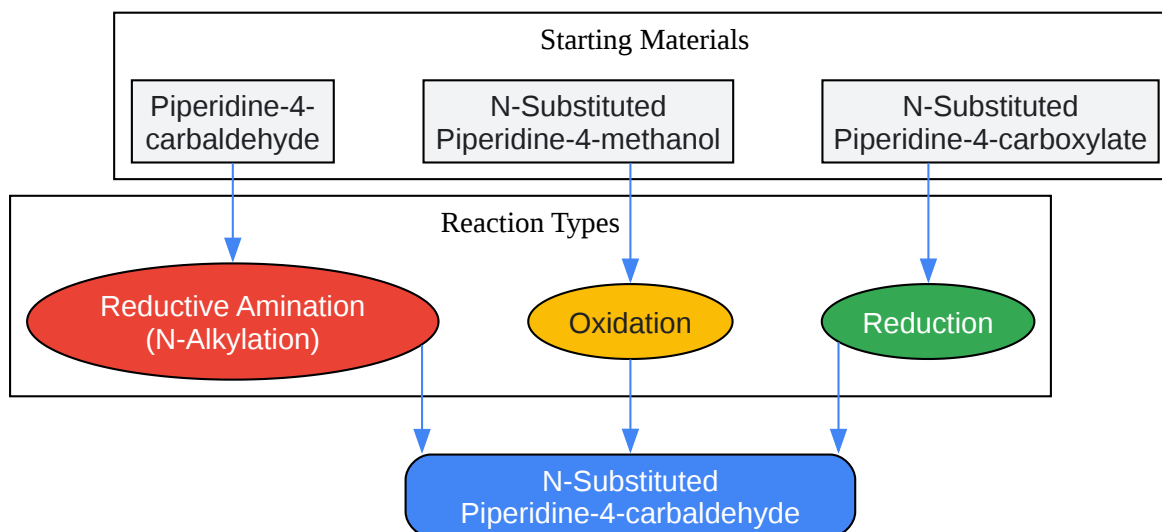 Starting Materials
Piperidine-4-
carbaldehyde
N-Substituted
Piperidine-4-methanol
N-Substituted
Piperidine-4-carboxylate
Reaction Types
Reductive Amination
(N-Alkylation)
Oxidation
Reduction
N-Substituted
Piperidine-4-carbaldehyde